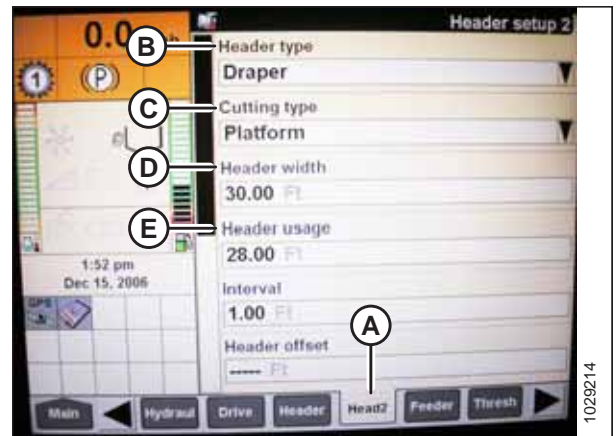 0.0
Header setup 2
1
(P)
B
Header type
Draper
C
Cutting type
Platform
D
Header width
30.00 Ft
E
Header usage
28.00 Ft
1:52 pm
Dec 15, 2006
GPS
Interval
1.00 Ft
A
Header offset
----- Ft
Main
Hydraul
Drive
Header
Head2
Feeder
Thresh
1029214